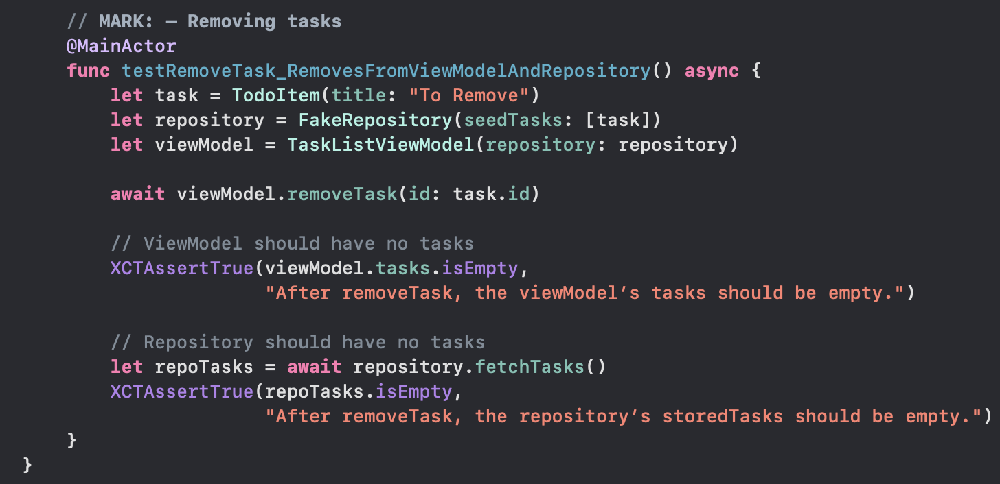 // MARK: – Removing tasks
@MainActor
func testRemoveTask_RemovesFromViewModelAndRepository() async {
let task = TodoItem(title: "To Remove")
let repository = FakeRepository(seedTasks: [task])
let viewModel = TaskListViewModel(repository: repository)
await viewModel.removeTask(id: task.id)
// ViewModel should have no tasks
XCTAssertTrue(viewModel.tasks.isEmpty,
"After removeTask, the viewModel’s tasks should be empty.")
// Repository should have no tasks
let repoTasks = await repository.fetchTasks()
XCTAssertTrue(repoTasks.isEmpty,
"After removeTask, the repository’s storedTasks should be empty.")
}
}